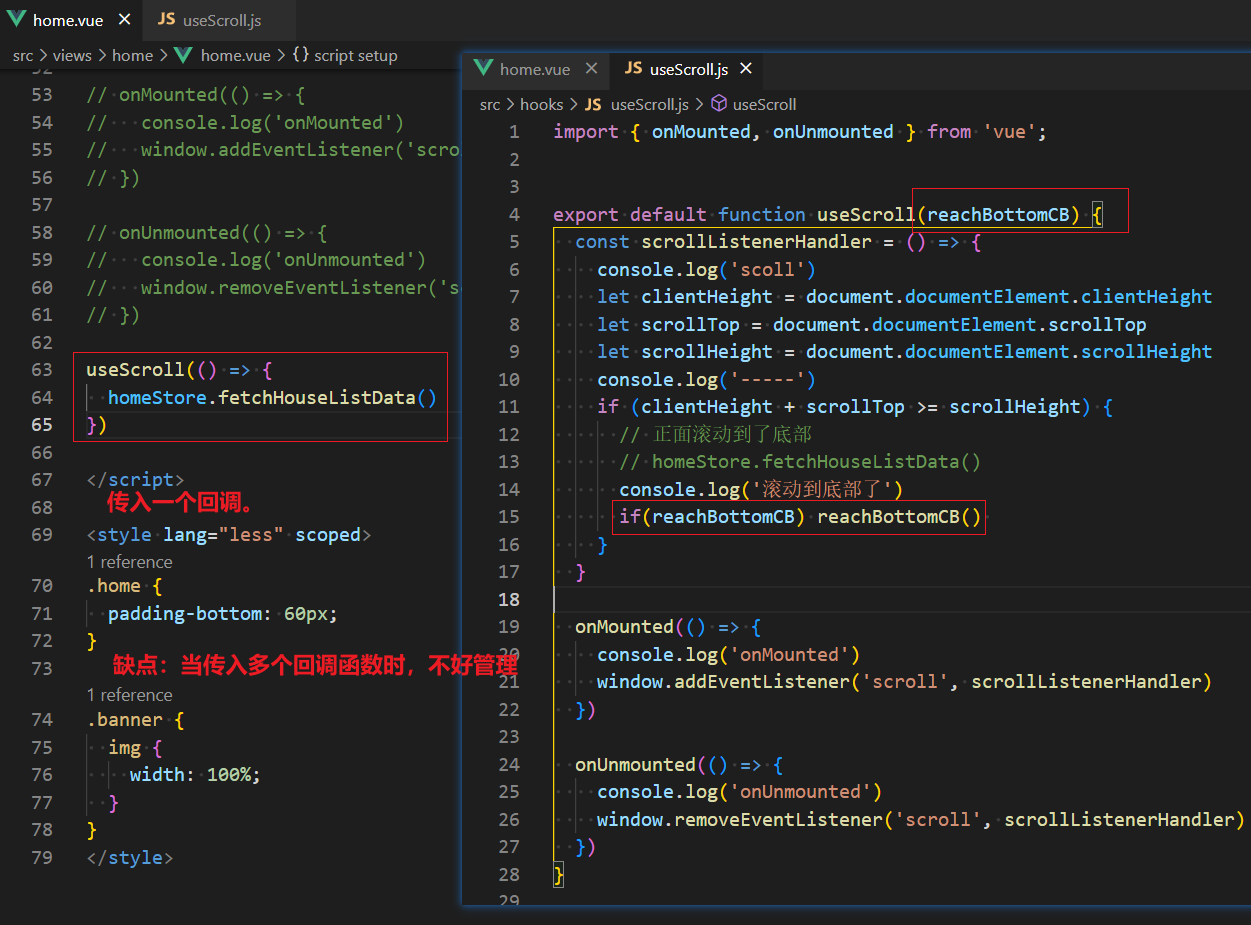 home.vue
JS useScroll.js
src > views > home > home.vue > {} script setup
52
53 // onMounted(() => {
54 //   console.log('onMounted')
55 //   window.addEventListener('scro
56 // })
57
58 // onUnmounted(() => {
59 //   console.log('onUnmounted')
60 //   window.removeEventListener('s
61 // })
62
63 useScroll(() => {
64   homeStore.fetchHouseListData()
65 })
66
67 </script>
传入一个回调。
68
69 <style lang="less" scoped>
1 reference
70 .home {
71   padding-bottom: 60px;
72 }
缺点：当传入多个回调函数时，不好管理
73
1 reference
74 .banner {
75   img {
76     width: 100%;
77   }
78 }
79 </style>
home.vue
JS useScroll.js
src > hooks > JS useScroll.js > useScroll
1 import { onMounted, onUnmounted } from 'vue';
2
3
4 export default function useScroll(reachBottomCB) {
5   const scrollListenerHandler = () => {
6     console.log('scoll')
7     let clientHeight = document.documentElement.clientHeight
8     let scrollTop = document.documentElement.scrollTop
9     let scrollHeight = document.documentElement.scrollHeight
10     console.log('-----')
11     if (clientHeight + scrollTop >= scrollHeight) {
12       // 正面滚动到了底部
13       // homeStore.fetchHouseListData()
14       console.log('滚动到底部了')
15       if(reachBottomCB) reachBottomCB()
16     }
17   }
18
19   onMounted(() => {
20     console.log('onMounted')
21     window.addEventListener('scroll', scrollListenerHandler)
22   })
23
24   onUnmounted(() => {
25     console.log('onUnmounted')
26     window.removeEventListener('scroll', scrollListenerHandler)
27   })
28 }
29